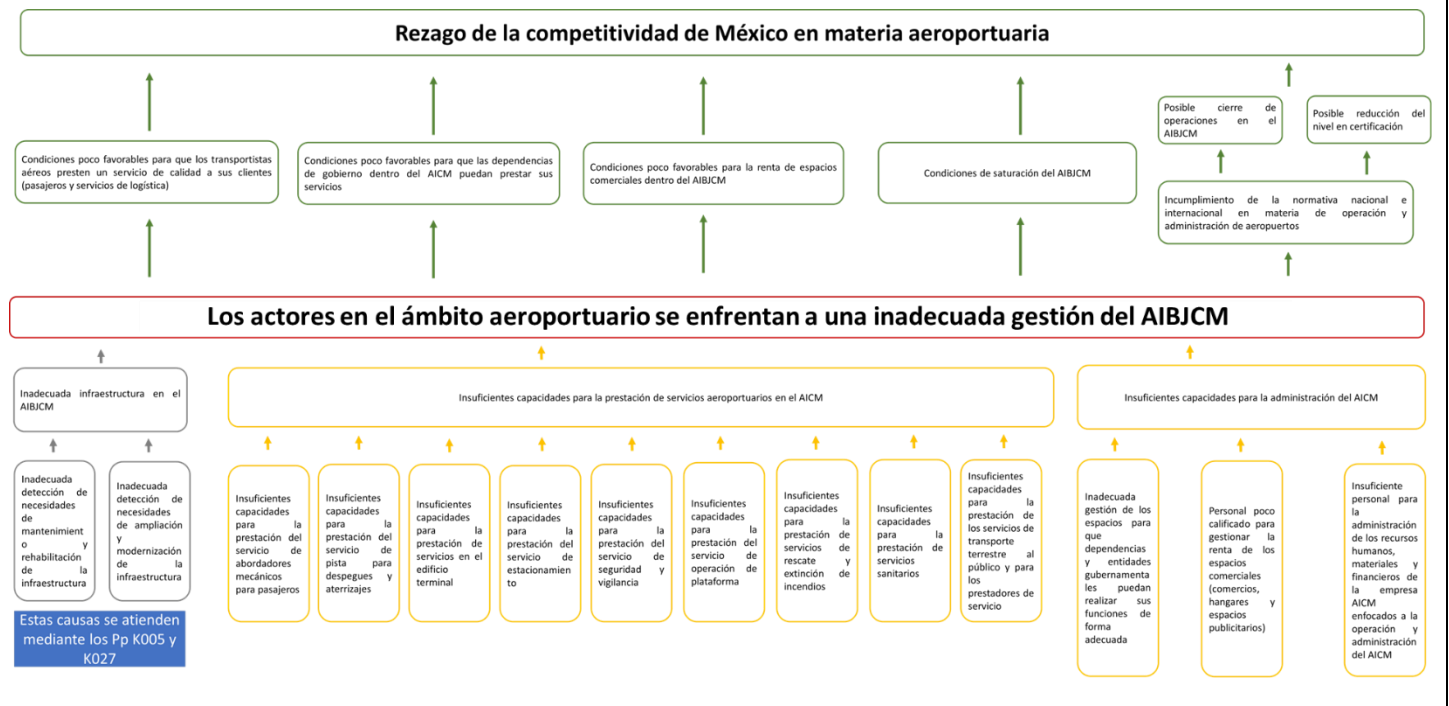 Rezago de la competitividad de México en materia aeroportuaria
Posible cierre de
operaciones en el
AIBJCM
Posible reducción del
nivel en certificación
Condiciones poco favorables para que los transportistas
aéreos presten un servicio de calidad a sus clientes
(pasajeros y servicios de logística)
Condiciones poco favorables para que las dependencias
de gobierno dentro del AICM puedan prestar sus
servicios
Condiciones poco favorables para la renta de espacios
comerciales dentro del AIBJCM
Condiciones de saturación del AIBJCM
Incumplimiento de la normativa nacional e
internacional en materia de operación y
administración de aeropuertos
Los actores en el ámbito aeroportuario se enfrentan a una inadecuada gestión del AIBJCM
Inadecuada infraestructura en el
AIBJCM
Insuficientes capacidades para la prestación de servicios aeroportuarios en el AICM
Insuficientes capacidades para la administración del AICM
Inadecuada
detección de
necesidades
de
mantenimient
o y
rehabilitación
de la
infraestructura
Inadecuada
detección de
necesidades
de ampliación
y
modernización
de la
infraestructura
Insuficientes
capacidades
para la
prestación del
servicio de
abordadores
mecánicos
para pasajeros
Insuficientes
capacidades
para la
prestación del
servicio de
pista para
despegues y
aterrizajes
Insuficientes
capacidades
para la
prestación de
servicios en el
edificio
terminal
Insuficientes
capacidades
para la
prestación del
servicio de
estacionamien
to
Insuficientes
capacidades
para la
prestación del
servicio de
seguridad y
vigilancia
Insuficientes
capacidades
para la
prestación del
servicio de
operación de
plataforma
Insuficientes
capacidades
para la
prestación de
servicios de
rescate y
extinción de
incendios
Insuficientes
capacidades
para la
prestación de
servicios
sanitarios
Insuficientes
capacidades
para la
prestación de
los servicios de
transporte
terrestre al
público y para
los
prestadores de
servicio
Inadecuada
gestión de los
espacios para
que
dependencias
y entidades
gubernamenta
les puedan
realizar sus
funciones de
forma
adecuada
Personal poco
calificado para
gestionar la
renta de los
espacios
comerciales
(comercios,
hangares y
espacios
publicitarios)
Insuficiente
personal para
la
administración
de los recursos
humanos,
materiales y
financieros de
la empresa
AICM
enfocados a la
operación y
administración
del AICM
Estas causas se atienden
mediante los Pp K005 y
K027